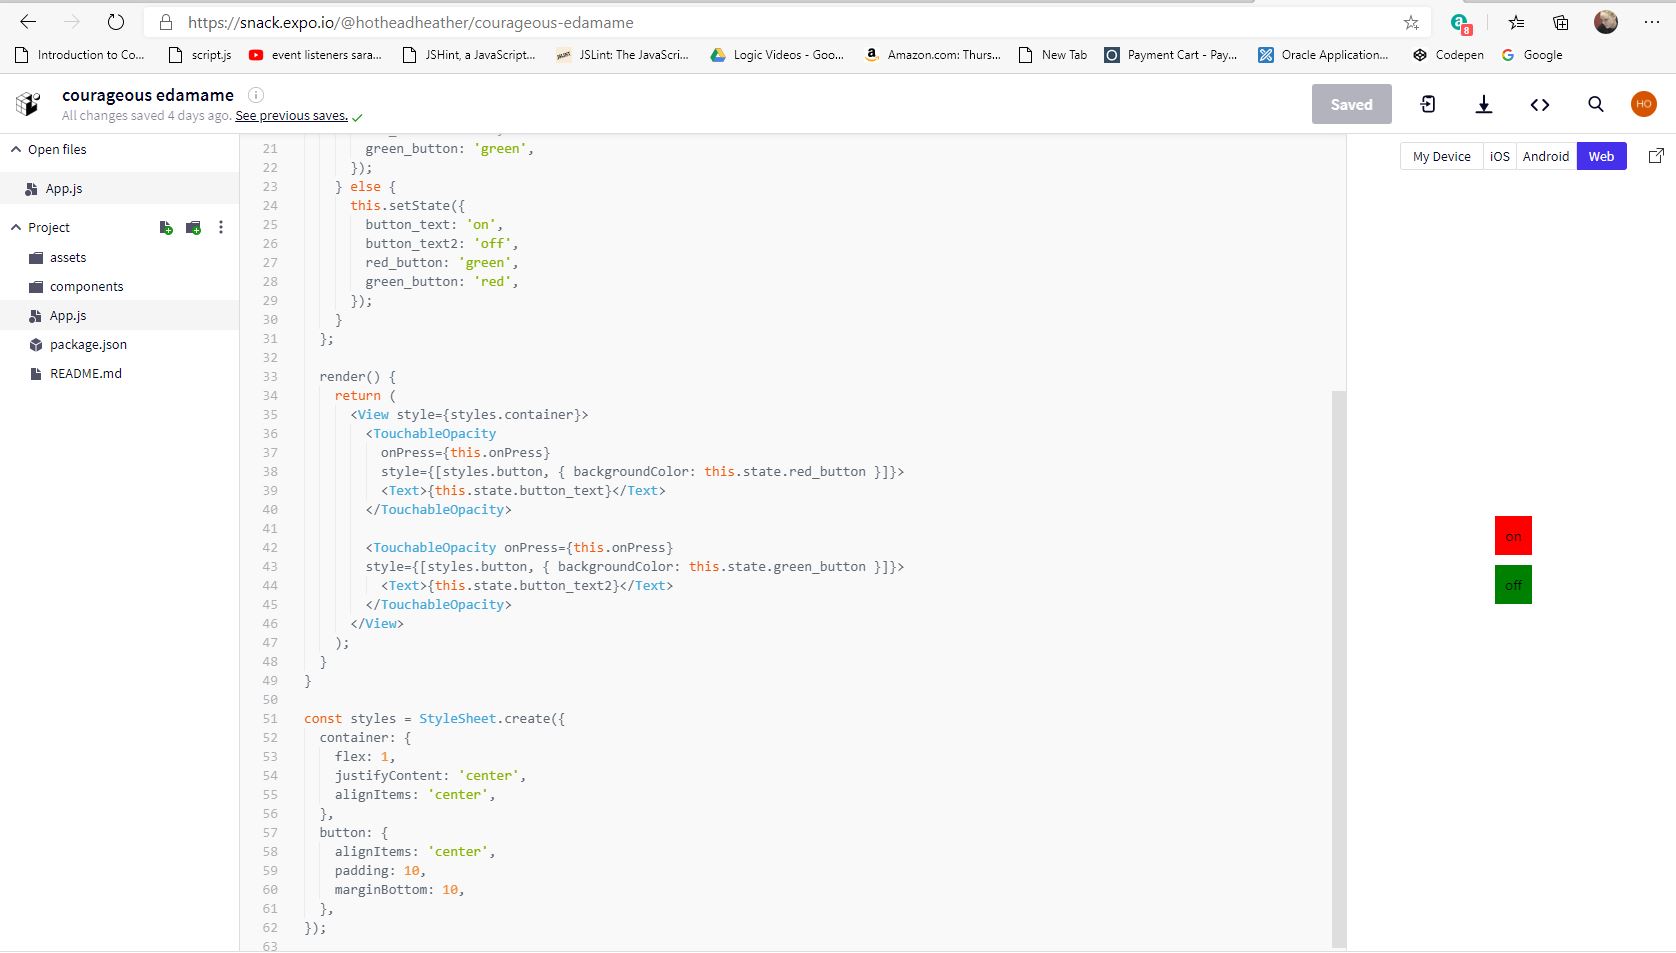 https://snack.expo.io/@hotheadheather/courageous-edamame
8
Introduction to Co... script.js event listeners sara... JSHint, a JavaScript... JSLint: The JavaScri... Logic Videos - Goo... Amazon.com: Thurs... New Tab Payment Cart - Pay... Oracle Application... Codepen Google
courageous edamame
All changes saved 4 days ago. See previous saves.
Saved
HO
Open files
App.js
Project
assets
components
App.js
package.json
README.md
21 green_button: 'green',
22 });
23 } else {
24 this.setState({
25 button_text: 'on',
26 button_text2: 'off',
27 red_button: 'green',
28 green_button: 'red',
29 });
30 }
31 };
32
33 render() {
34 return (
35 <View style={styles.container}>
36 <TouchableOpacity
37 onPress={this.onPress}
38 style={[styles.button, { backgroundColor: this.state.red_button }]}>
39 <Text>{this.state.button_text}</Text>
40 </TouchableOpacity>
41
42 <TouchableOpacity onPress={this.onPress}
43 style={[styles.button, { backgroundColor: this.state.green_button }]}>
44 <Text>{this.state.button_text2}</Text>
45 </TouchableOpacity>
46 </View>
47 );
48 }
49 }
50
51 const styles = StyleSheet.create({
52 container: {
53 flex: 1,
54 justifyContent: 'center',
55 alignItems: 'center',
56 },
57 button: {
58 alignItems: 'center',
59 padding: 10,
60 marginBottom: 10,
61 },
62 });
63
My Device iOS Android Web
on
off